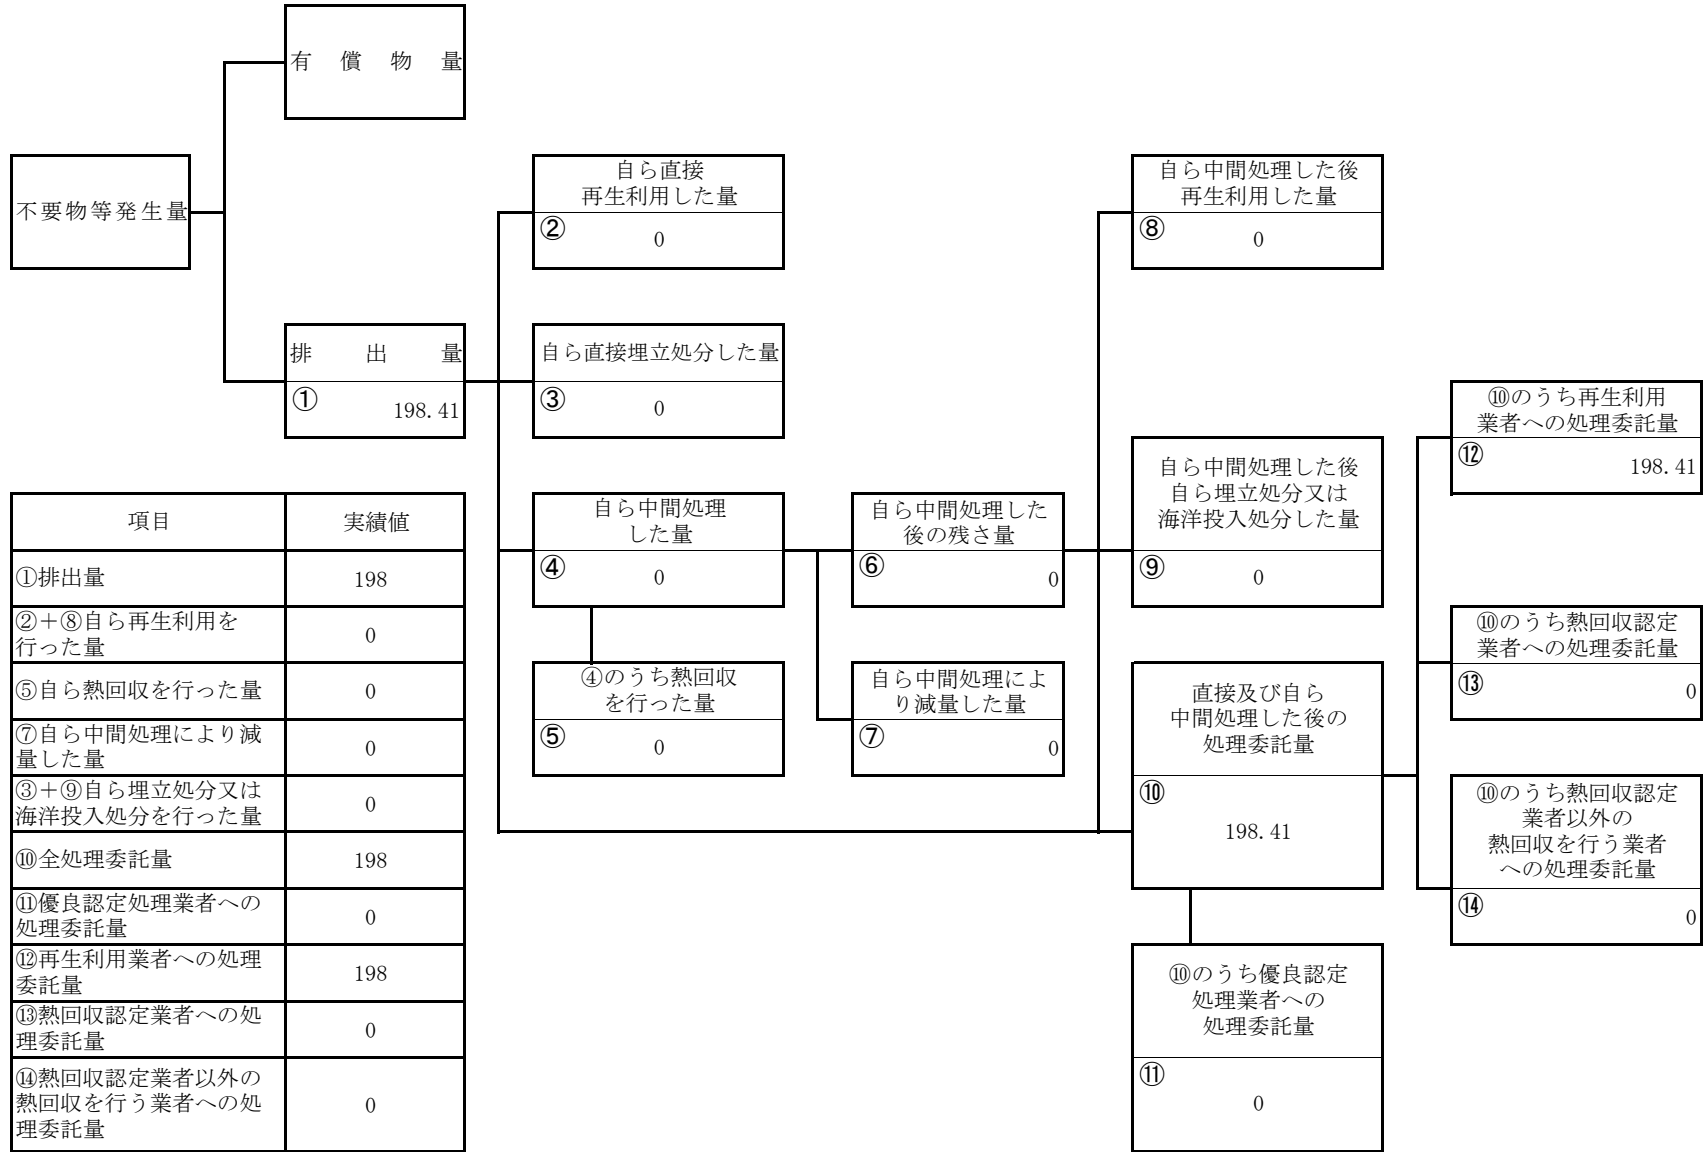 有償物量
不要物等発生量
排出量
①
198.41
自ら直接
再生利用した量
②
0
自ら直接埋立処分した量
③
0
自ら中間処理
した量
④
0
④のうち熱回収
を行った量
⑤
0
自ら中間処理した
後の残さ量
⑥
0
自ら中間処理によ
り減量した量
⑦
0
自ら中間処理した後
再生利用した量
⑧
0
自ら中間処理した後
自ら埋立処分又は
海洋投入処分した量
⑨
0
直接及び自ら
中間処理した後の
処理委託量
⑩
198.41
⑩のうち優良認定
処理業者への
処理委託量
⑪
0
⑩のうち再生利用
業者への処理委託量
⑫
198.41
⑩のうち熱回収認定
業者への処理委託量
⑬
0
⑩のうち熱回収認定
業者以外の
熱回収を行う業者
への処理委託量
⑭
0
項目 実績値
①排出量 198
②+⑧自ら再生利用を
行った量 0
⑤自ら熱回収を行った量 0
⑦自ら中間処理により減
量した量 0
③+⑨自ら埋立処分又は
海洋投入処分を行った量 0
⑩全処理委託量 198
⑪優良認定処理業者への
処理委託量 0
⑫再生利用業者への処理
委託量 198
⑬熱回収認定業者への処
理委託量 0
⑭熱回収認定業者以外の
熱回収を行う業者への処
理委託量 0